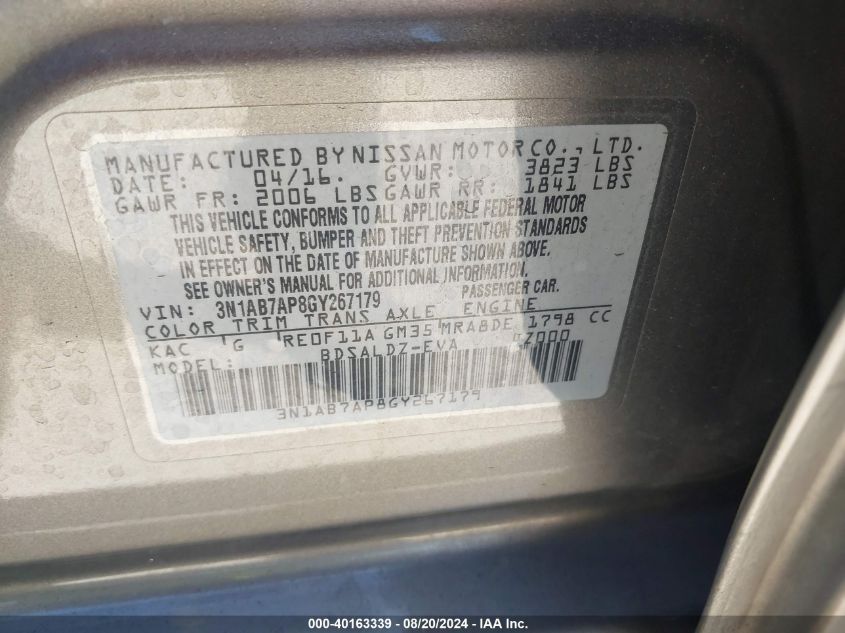 MANUFACTURED BY NISSAN MOTOR CO., LTD.
DATE: 04/16. GVWR: 3823 LBS
GAWR FR: 2006 LBS GAWR RR: 1841 LBS
THIS VEHICLE CONFORMS TO ALL APPLICABLE FEDERAL MOTOR
VEHICLE SAFETY, BUMPER AND THEFT PREVENTION STANDARDS
IN EFFECT ON THE DATE OF MANUFACTURE SHOWN ABOVE.
SEE OWNER'S MANUAL FOR ADDITIONAL INFORMATION.
VIN: 3N1AB7AP8GY267179 PASSENGER CAR.
COLOR TRIM TRANS AXLE ENGINE
KAC G RE0F11A GM35 MRA8DE 1798 CC
MODEL: BDSALDZ-EVA
3N1AB7AP8GY267179
000-40163339 - 08/20/2024 - IAA Inc.